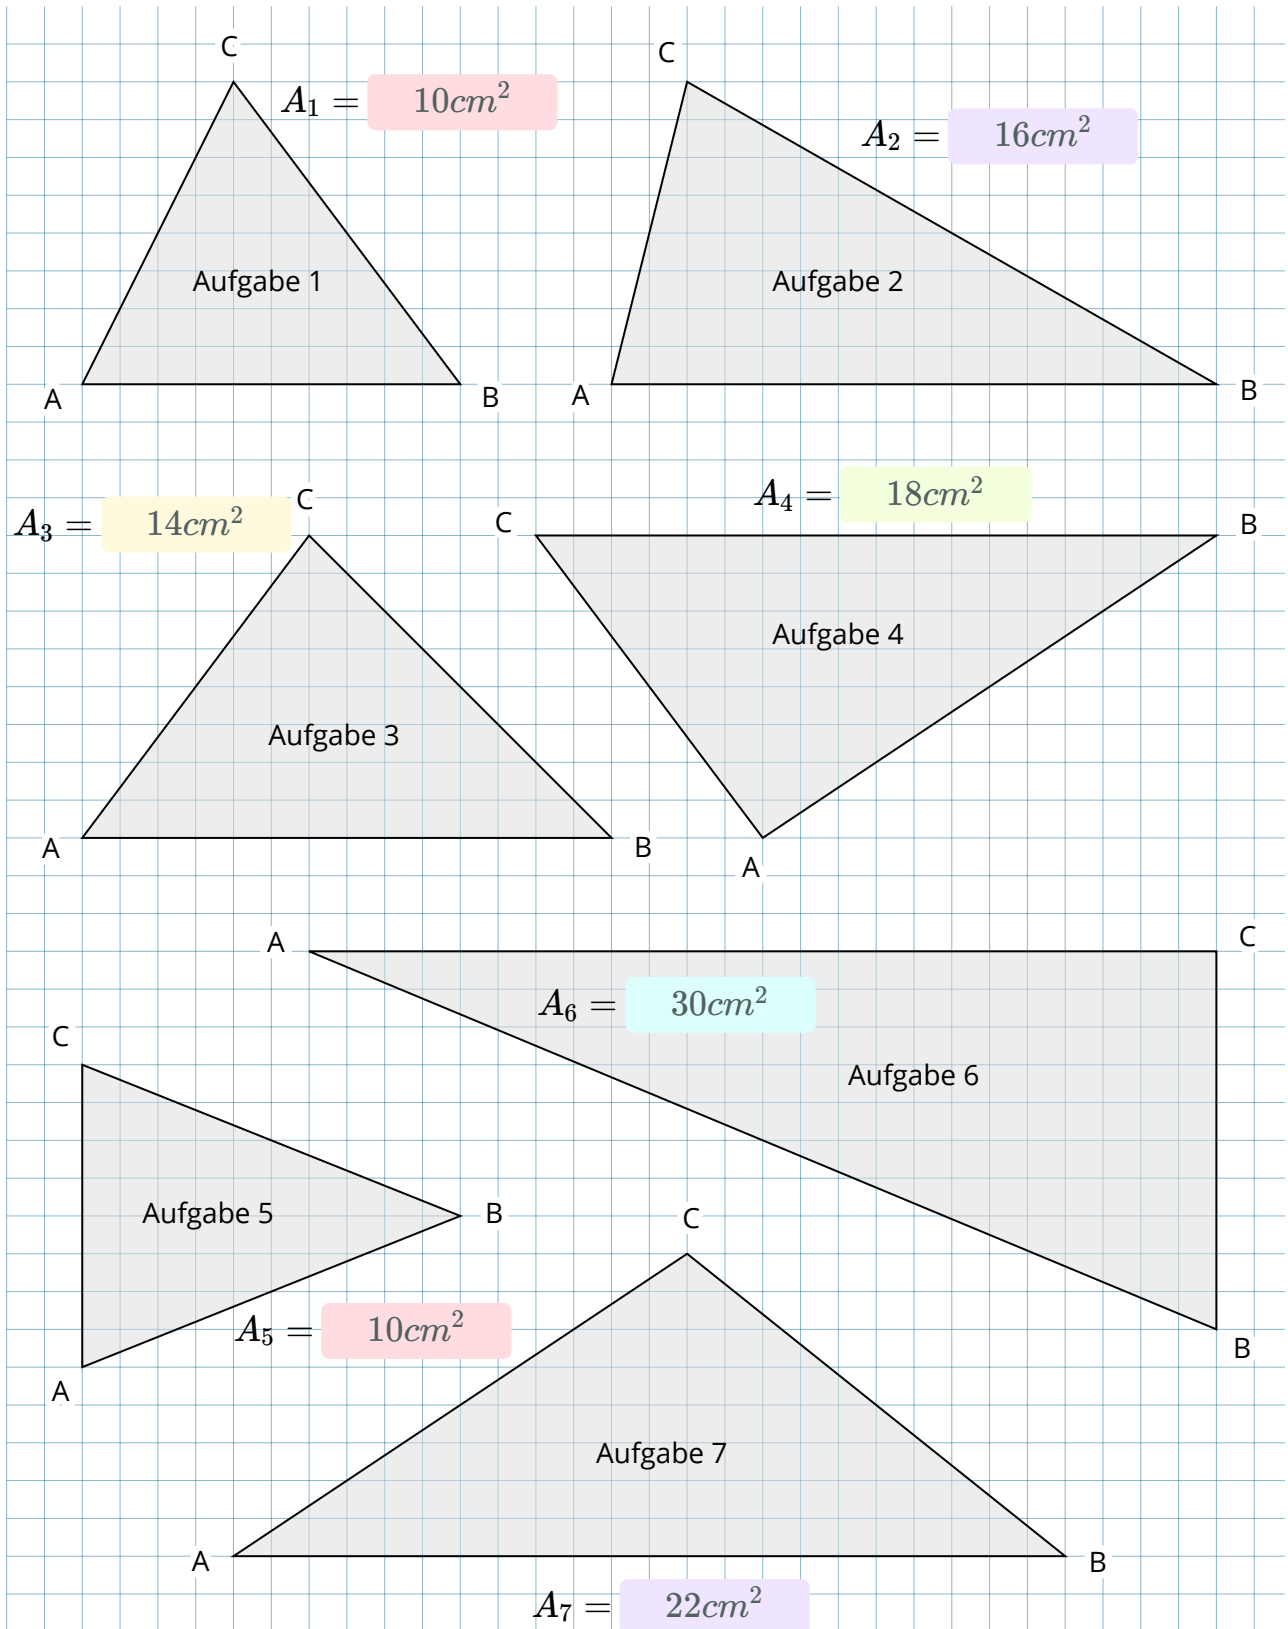 C
A₁ = 10cm²
Aufgabe 1
A
B
C
A₂ = 16cm²
Aufgabe 2
A
B
A₃ = 14cm²
C
Aufgabe 3
A
B
A₄ = 18cm²
C
B
Aufgabe 4
A
A
C
A₆ = 30cm²
Aufgabe 6
B
C
Aufgabe 5
B
A₅ = 10cm²
A
C
Aufgabe 7
A
B
A₇ = 22cm²